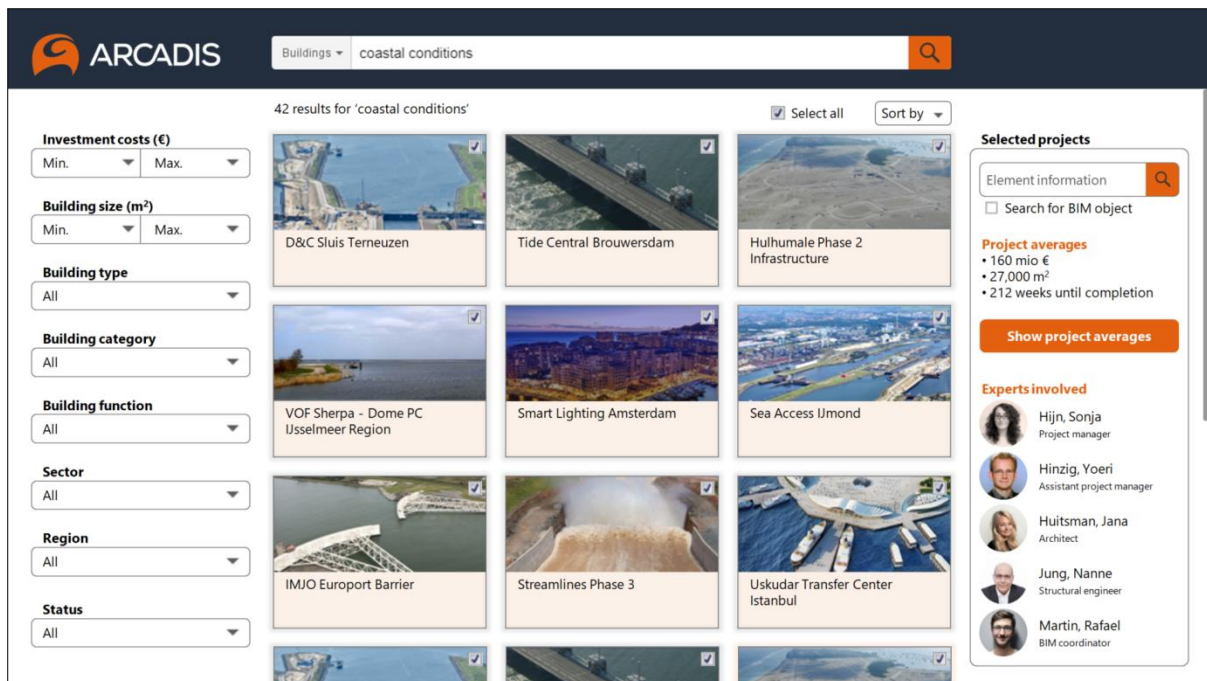 ARCADIS
Buildings
coastal conditions
42 results for ‘coastal conditions’
Select all
Sort by
Investment costs (€)
Min.
Max.
Building size (m²)
Min.
Max.
Building type
All
Building category
All
Building function
All
Sector
All
Region
All
Status
All
D&C Sluis Terneuzen
Tide Central Brouwersdam
Hulhumale Phase 2
Infrastructure
VOF Sherpa - Dome PC
IJsselmeer Region
Smart Lighting Amsterdam
Sea Access IJmond
IMJO Europort Barrier
Streamlines Phase 3
Uskudar Transfer Center
Istanbul
Selected projects
Element information
Search for BIM object
Project averages
• 160 mio €
• 27,000 m²
• 212 weeks until completion
Show project averages
Experts involved
Hijn, Sonja
Project manager
Hinzig, Yoeri
Assistant project manager
Huitsman, Jana
Architect
Jung, Nanne
Structural engineer
Martin, Rafael
BIM coordinator